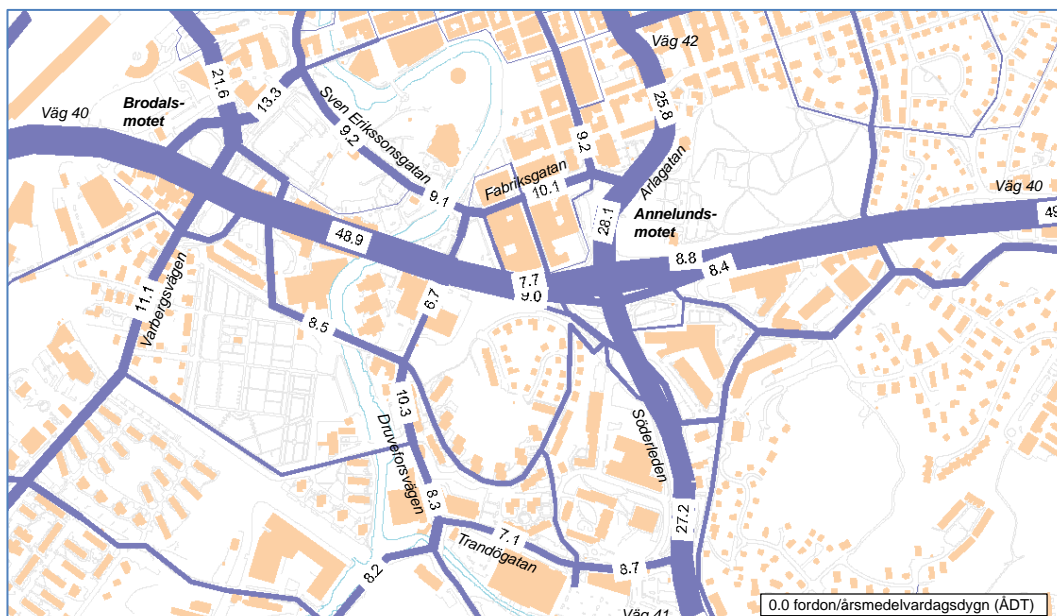 Väg 42
21.6
Väg 40
Brodals-
motet
13.3
Sven Erikssonsgatan
9.2
9.1
25.8
9.2
Fabriksgatan
10.1
Arlagatan
28.1
Annelunds-
motet
Väg 40
48.9
8.8
8.4
7.7
9.0
11.1
Varbergsvägen
8.5
6.7
10.3
Druveforsvägen
8.3
Söderleden
27.2
7.1
Trandögatan
8.7
8.2
Väg 41
0.0 fordon/årsmedelvardagsdygn (ÅDT)